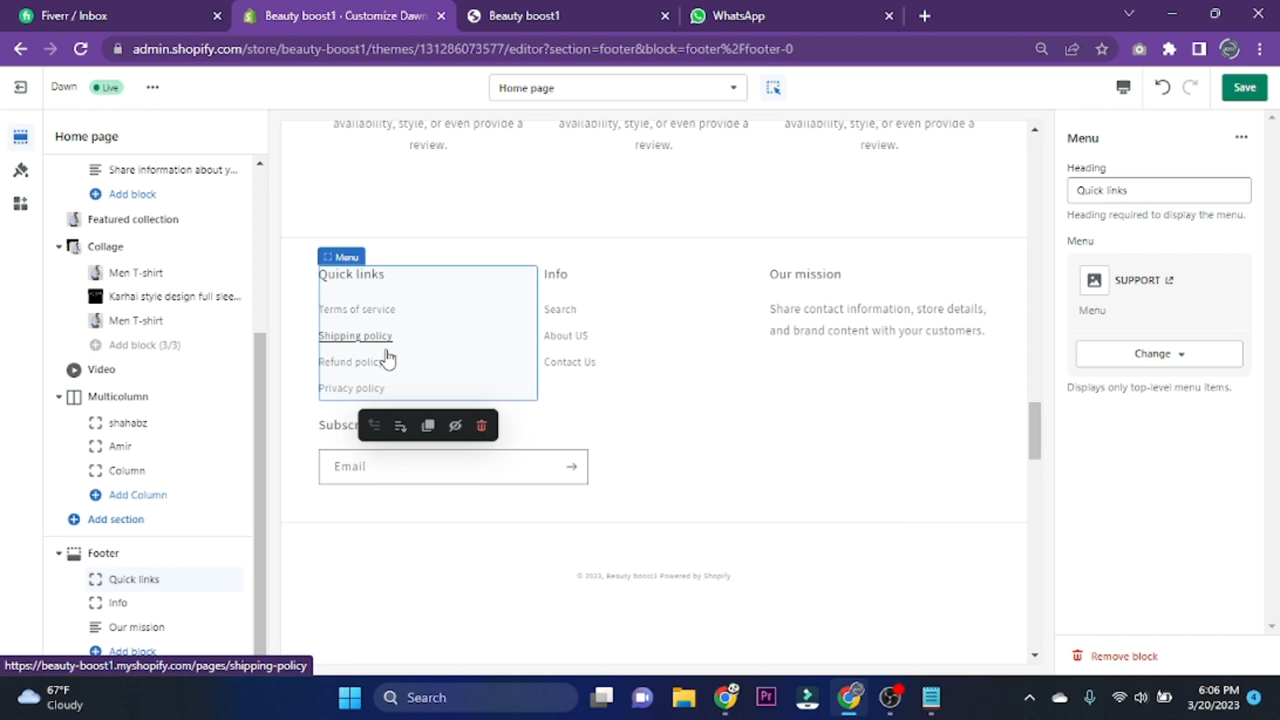 Fiverr / Inbox
Beauty boost1 · Customize Dawn
Beauty boost1
WhatsApp
admin.shopify.com/store/beauty-boost1/themes/131286073577/editor?section=footer&block=footer%2Ffooter-0
Dawn
Live
Home page
Save
Home page
Share information about y...
Add block
Featured collection
Collage
Men T-shirt
Karhai style design full slee...
Men T-shirt
Add block (3/3)
Video
Multicolumn
shahabz
Amir
Column
Add Column
Add section
Footer
Quick links
Info
Our mission
Add block
availability, style, or even provide a
review.
availability, style, or even provide a
review.
availability, style, or even provide a
review.
Menu
Quick links
Terms of service
Shipping policy
Refund policy
Privacy policy
Info
Search
About US
Contact Us
Our mission
Share contact information, store details,
and brand content with your customers.
Email
© 2023, Beauty boost1 Powered by Shopify
Menu
Heading
Quick links
Heading required to display the menu.
Menu
SUPPORT
Menu
Change
Displays only top-level menu items.
Remove block
https://beauty-boost1.myshopify.com/pages/shipping-policy
67°F
Cloudy
Search
Pr
6:06 PM
3/20/2023
4